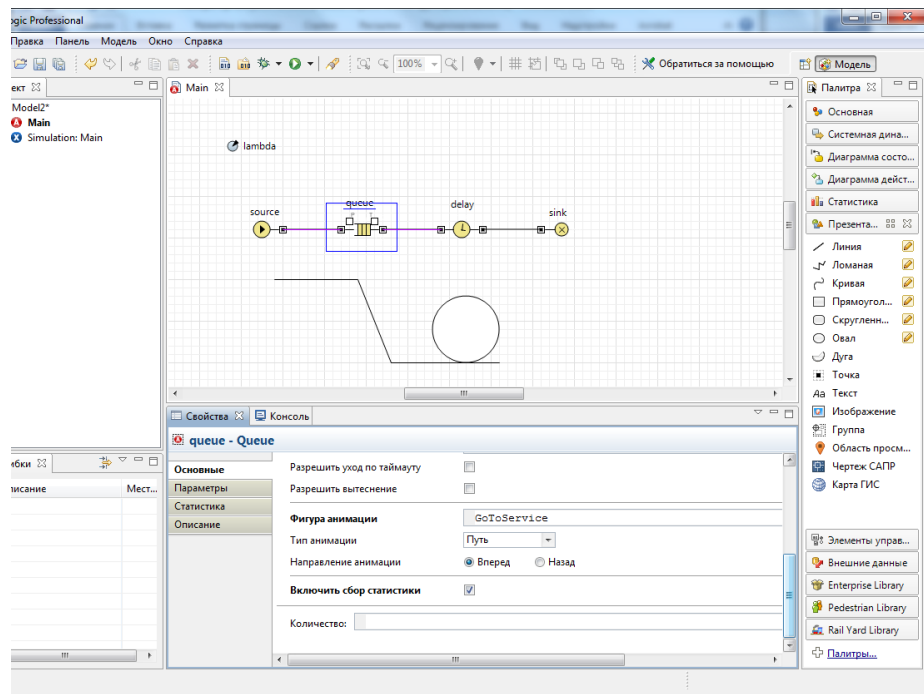 ogic Professional
Правка Панель Модель Окно Справка
100% Обратиться за помощью Модель
ект Main Палитра
Model2*
Main
Simulation: Main
lambda
source queue delay sink
Основная
Системная дина...
Диаграмма состо...
Диаграмма дейст...
Статистика
Презента...
Линия
Ломаная
Кривая
Прямоугол...
Скругленн...
Овал
Дуга
Точка
Aa Текст
Изображение
Группа
Область просм...
Чертеж САПР
Карта ГИС
Элементы управ...
Внешние данные
Enterprise Library
Pedestrian Library
Rail Yard Library
Палитры...
Свойства Консоль
queue - Queue
Основные
Параметры
Статистика
Описание
Разрешить уход по таймауту
Разрешить вытеснение
Фигура анимации GoToService
Тип анимации Путь
Направление анимации Вперед Назад
Включить сбор статистики
Количество:
ибки
писание Мест...